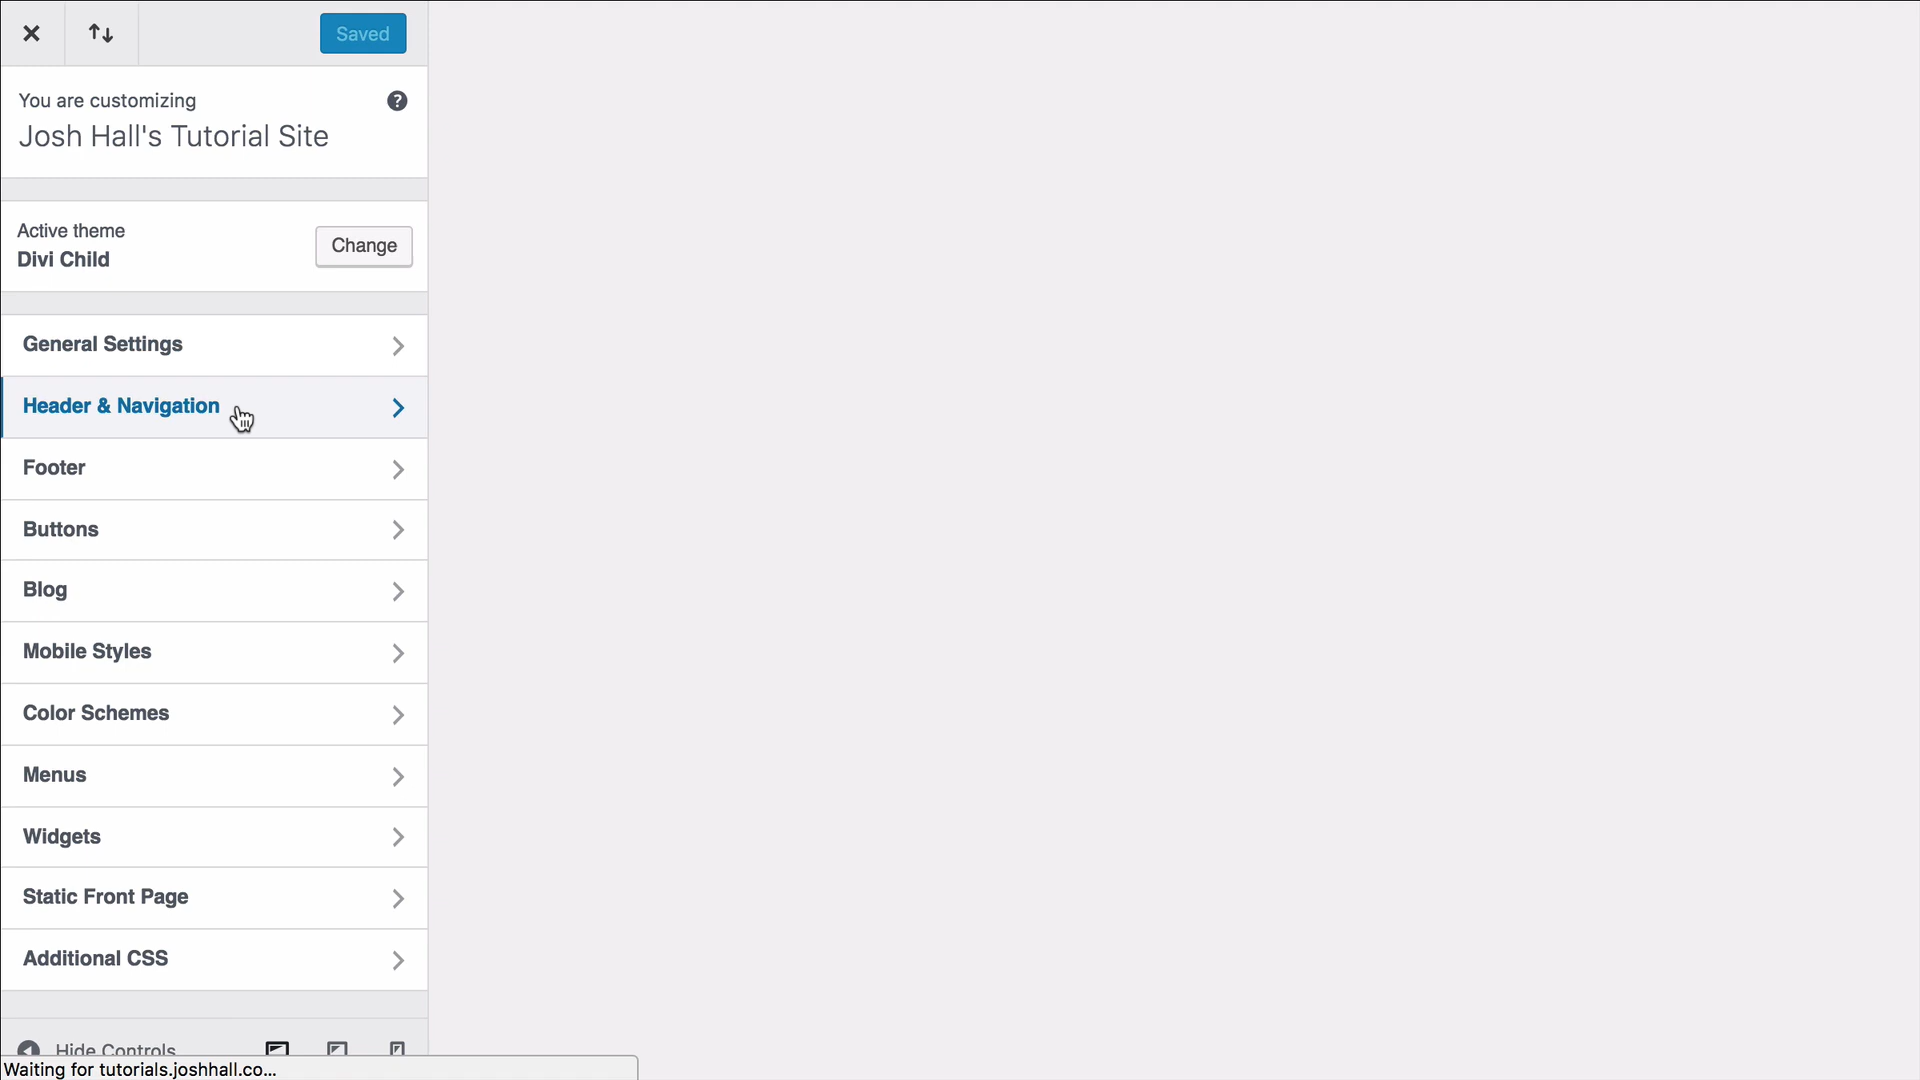 Saved
You are customizing
Josh Hall's Tutorial Site
Active theme
Divi Child
Change
General Settings
Header & Navigation
Footer
Buttons
Blog
Mobile Styles
Color Schemes
Menus
Widgets
Static Front Page
Additional CSS
Hide Controls
Waiting for tutorials.joshhall.co...